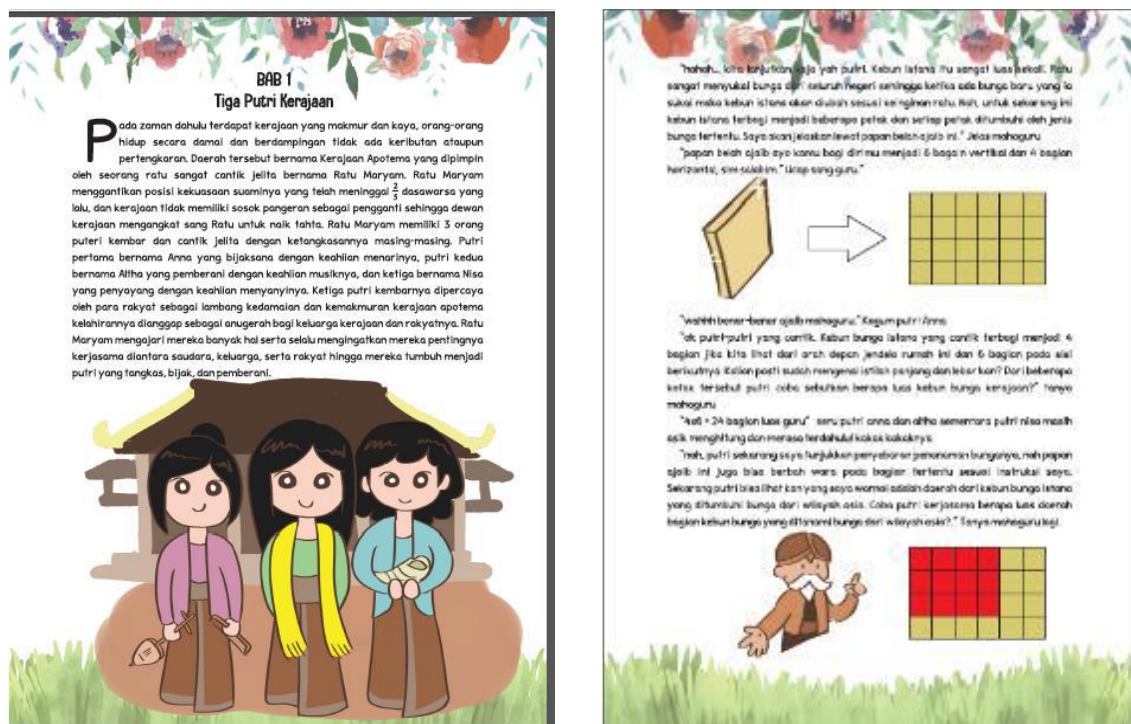 BAB 1
Tiga Putri Kerajaan
Pada zaman dahulu terdapat kerajaan yang makmur dan kaya, orang-orang
hidup secara damai dan berdampingan tidak ada keributan ataupun
pertengkaran. Daerah tersebut bernama Kerajaan Apotema yang dipimpin
oleh seorang ratu sangat cantik jelita bernama Ratu Maryam. Ratu Maryam
menggantikan posisi kekuasaan suaminya yang telah meninggal 2/5 dasawarsa yang
lalu, dan kerajaan tidak memiliki sosok pangeran sebagai pengganti sehingga dewan
kerajaan mengangkat sang Ratu untuk naik tahta. Ratu Maryam memiliki 3 orang
puteri kembar dan cantik jelita dengan ketangkasannya masing-masing. Putri
pertama bernama Anna yang bijaksana dengan keahlian menarinya, putri kedua
bernama Altha yang pemberani dengan keahlian musiknya, dan ketiga bernama Nisa
yang penyayang dengan keahlian menyanyinya. Ketiga putri kembarnya dipercaya
oleh para rakyat sebagai lambang kedamaian dan kemakmuran kerajaan apotema
kelahirannya dianggap sebagai anugerah bagi keluarga kerajaan dan rakyatnya. Ratu
Maryam mengajari mereka banyak hal serta selalu mengingatkan mereka pentingnya
kerjasama diantara saudara, keluarga, serta rakyat hingga mereka tumbuh menjadi
putri yang tangkas, bijak, dan pemberani.
"hahah.. kita lanjutkan saja yah putri. Kebun istana itu sangat luas sekali. Ratu
sangat menyukai bunga dari seluruh negeri sehingga ketika ada bunga baru yang ia
sukai maka kebun istana akan diubah sesuai keinginan ratu. Nah, untuk sekarang ini
kebun istana terbagi menjadi beberapa petak dan setiap petak ditumbuhi oleh jenis
bunga tertentu. Saya akan jelaskan lewat papan belah ajaib ini." Jelas mahaguru
"papan belah ajaib ayo kamu bagi dirimu menjadi 6 bagian vertikal dan 4 bagian
horizontal, sim salabim." Ucap sang guru."
"wahhh benar-benar ajaib mahaguru." Kagum putri Anna
"ok putri-putri yang cantik. Kebun bunga istana yang cantik terbagi menjadi 4
bagian jika kita lihat dari arah depan jendela rumah ini dan 6 bagian pada sisi
berikutnya. Kalian pasti sudah mengenal istilah panjang dan lebar kan? Dari beberapa
kotak tersebut putri coba sebutkan berapa luas kebun bunga kerajaan?" tanya
mahaguru
"4x6 = 24 bagian luas guru" seru putri anna dan altha sementara putri nisa masih
asik menghitung dan merasa terdahului kakak kakaknya
"nah, putri sekarang saya tunjukkan penyebaran penanaman bunganya, nah papan
ajaib ini juga bisa berbah wara pada bagian tertentu sesuai instruksi saya.
Sekarang putri bisa lihat kan yang saya warnai adalah daerah dari kebun bunga istana
yang ditumbuhi bunga dari wilayah asia. Coba putri kerjasama berapa luas daerah
bagian kebun bunga yang ditanami bunga dari wilayah asia?." Tanya mahaguru lagi.